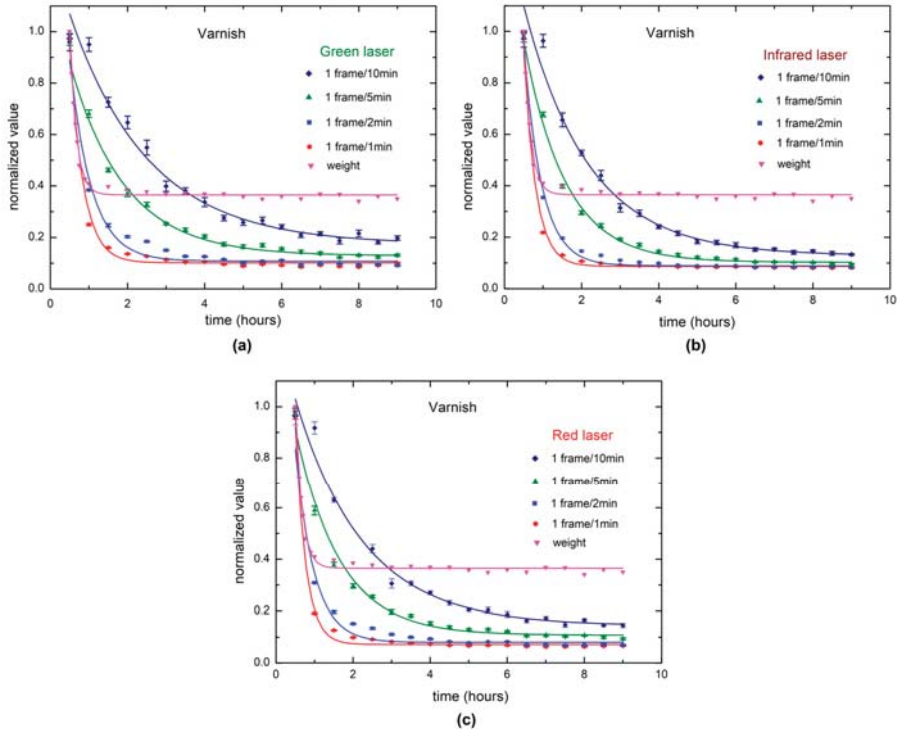 Varnish
Green laser
1 frame/10min
1 frame/5min
1 frame/2min
1 frame/1min
weight
normalized value
1.0
0.8
0.6
0.4
0.2
0.0
0 2 4 6 8 10
time (hours)
(a)
Varnish
Infrared laser
1 frame/10min
1 frame/5min
1 frame/2min
1 frame/1min
weight
normalized value
1.0
0.8
0.6
0.4
0.2
0.0
0 2 4 6 8 10
time (hours)
(b)
Varnish
Red laser
1 frame/10min
1 frame/5min
1 frame/2min
1 frame/1min
weight
normalized value
1.0
0.8
0.6
0.4
0.2
0.0
0 2 4 6 8 10
time (hours)
(c)